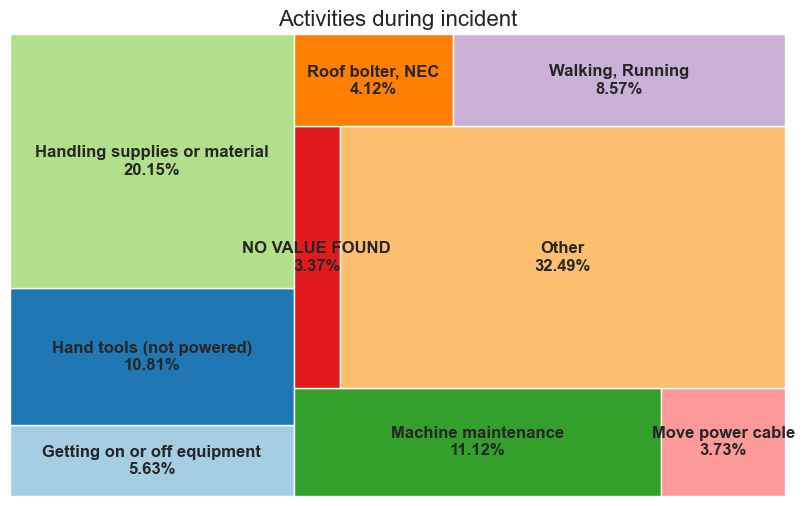 Activities during incident
Roof bolter, NEC
4.12%
Walking, Running
8.57%
Handling supplies or material
20.15%
NO VALUE FOUND
3.37%
Other
32.49%
Hand tools (not powered)
10.81%
Machine maintenance
11.12%
Move power cable
3.73%
Getting on or off equipment
5.63%